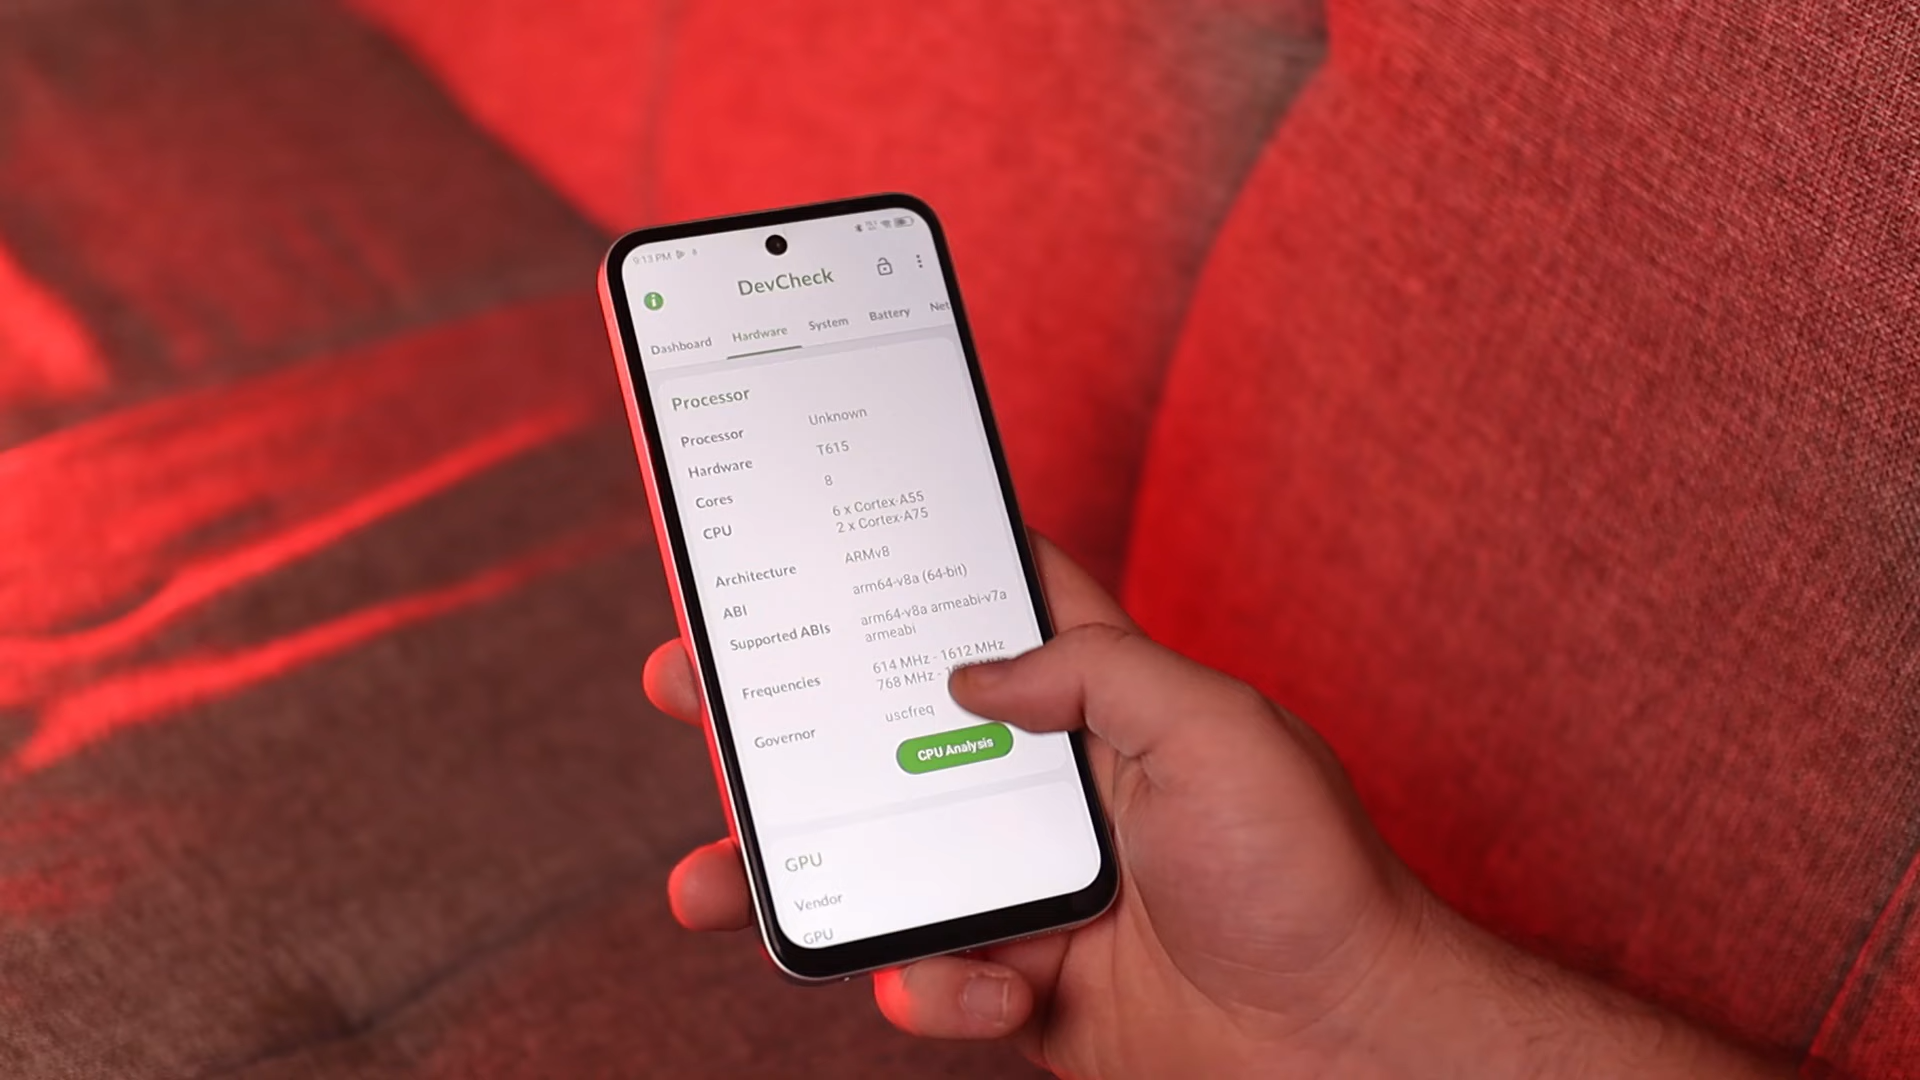 9:13 PM
DevCheck
Dashboard Hardware System Battery Net
Processor
Processor Unknown
Hardware T615
Cores 8
CPU 6 x Cortex-A55
2 x Cortex-A75
Architecture ARMv8
ABI arm64-v8a (64-bit)
Supported ABIs arm64-v8a armeabi-v7a
armeabi
Frequencies 614 MHz - 1612 MHz
768 MHz -
Governor uscfreq
CPU Analysis
GPU
Vendor
GPU